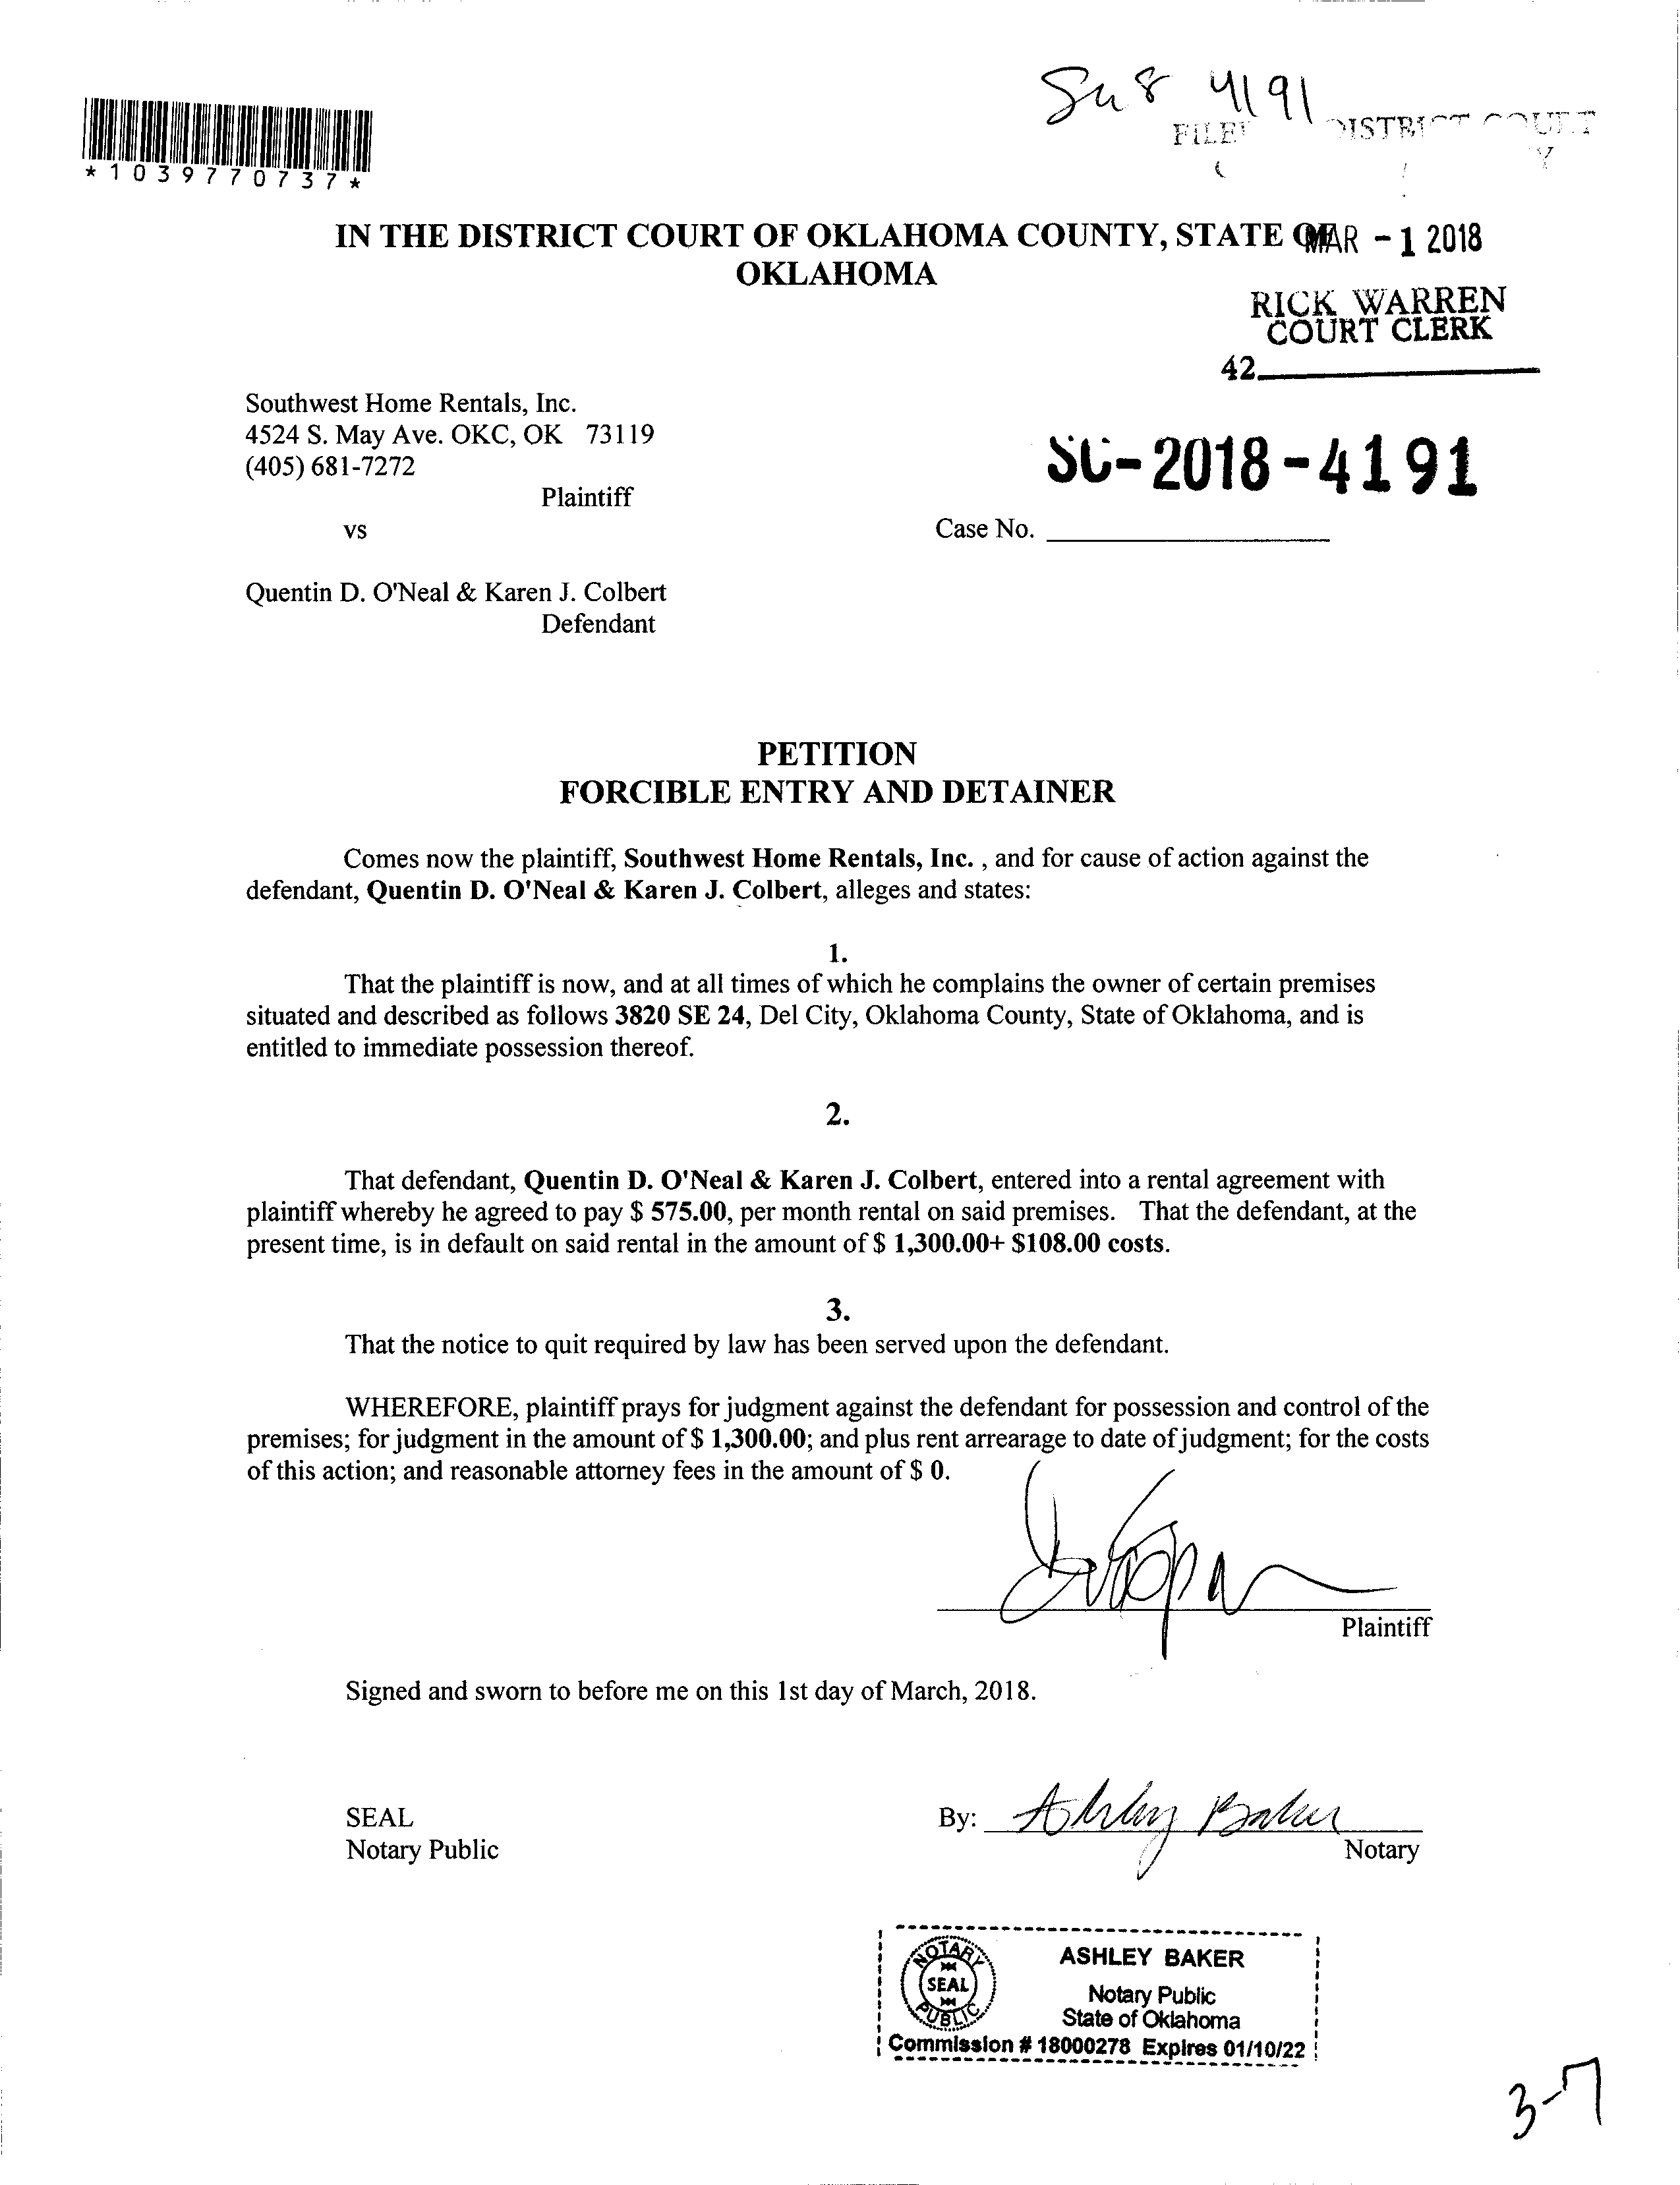 4191
*1039770737*
DISTRICT COURT
IN THE DISTRICT COURT OF OKLAHOMA COUNTY, STATE OF
MAR - 1 2018
OKLAHOMA
RICK WARREN
COURT CLERK
42
Southwest Home Rentals, Inc.
4524 S. May Ave. OKC, OK 73119
(405) 681-7272
SC-2018-4191
Plaintiff
vs
Case No.
Quentin D. O'Neal & Karen J. Colbert
Defendant
PETITION
FORCIBLE ENTRY AND DETAINER
Comes now the plaintiff, Southwest Home Rentals, Inc. , and for cause of action against the
defendant, Quentin D. O'Neal & Karen J. Colbert, alleges and states:
1.
That the plaintiff is now, and at all times of which he complains the owner of certain premises
situated and described as follows 3820 SE 24, Del City, Oklahoma County, State of Oklahoma, and is
entitled to immediate possession thereof.
2.
That defendant, Quentin D. O'Neal & Karen J. Colbert, entered into a rental agreement with
plaintiff whereby he agreed to pay $ 575.00, per month rental on said premises. That the defendant, at the
present time, is in default on said rental in the amount of $ 1,300.00+ $108.00 costs.
3.
That the notice to quit required by law has been served upon the defendant.
WHEREFORE, plaintiff prays for judgment against the defendant for possession and control of the
premises; for judgment in the amount of $ 1,300.00; and plus rent arrearage to date of judgment; for the costs
of this action; and reasonable attorney fees in the amount of $ 0.
Plaintiff
Signed and sworn to before me on this 1st day of March, 2018.
SEAL
By: Ashley Baker
Notary Public
Notary
NOTARY
SEAL
PUBLIC
ASHLEY BAKER
Notary Public
State of Oklahoma
Commission # 18000278 Expires 01/10/22
3-7